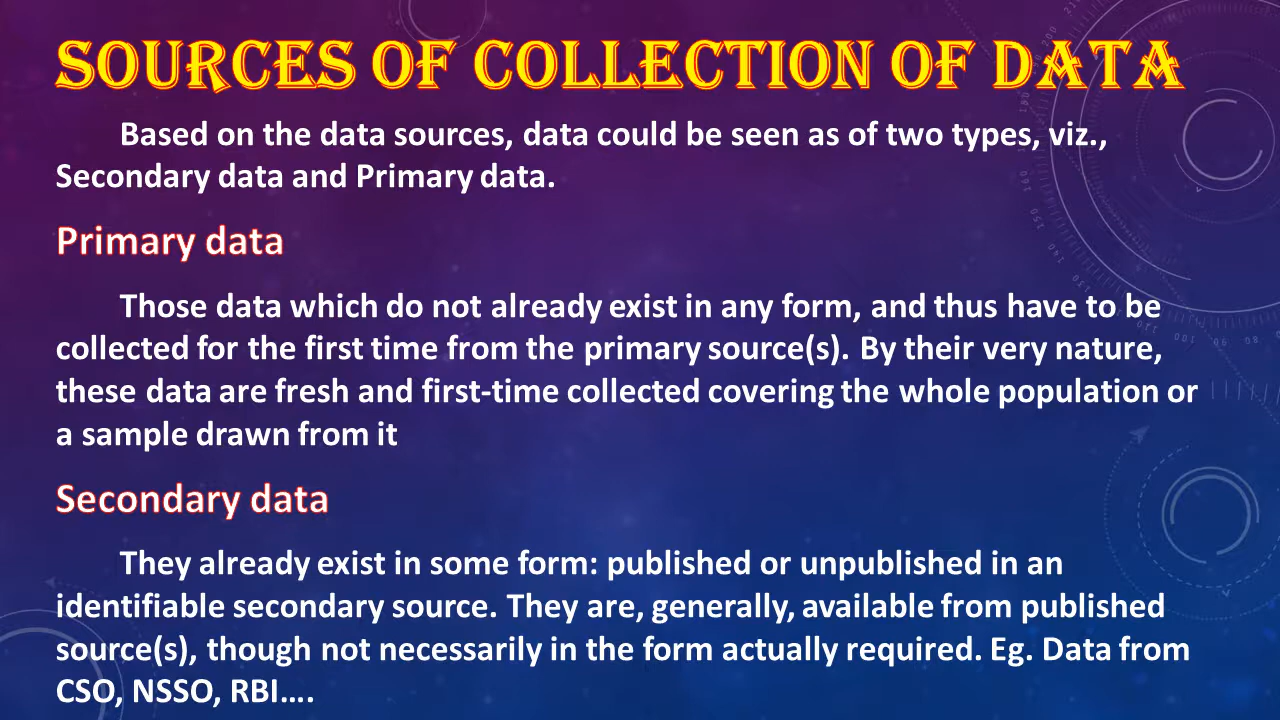 SOURCES OF COLLECTION OF DATA
Based on the data sources, data could be seen as of two types, viz.,
Secondary data and Primary data.
Primary data
Those data which do not already exist in any form, and thus have to be
collected for the first time from the primary source(s). By their very nature,
these data are fresh and first-time collected covering the whole population or
a sample drawn from it
Secondary data
They already exist in some form: published or unpublished in an
identifiable secondary source. They are, generally, available from published
source(s), though not necessarily in the form actually required. Eg. Data from
CSO, NSSO, RBI....